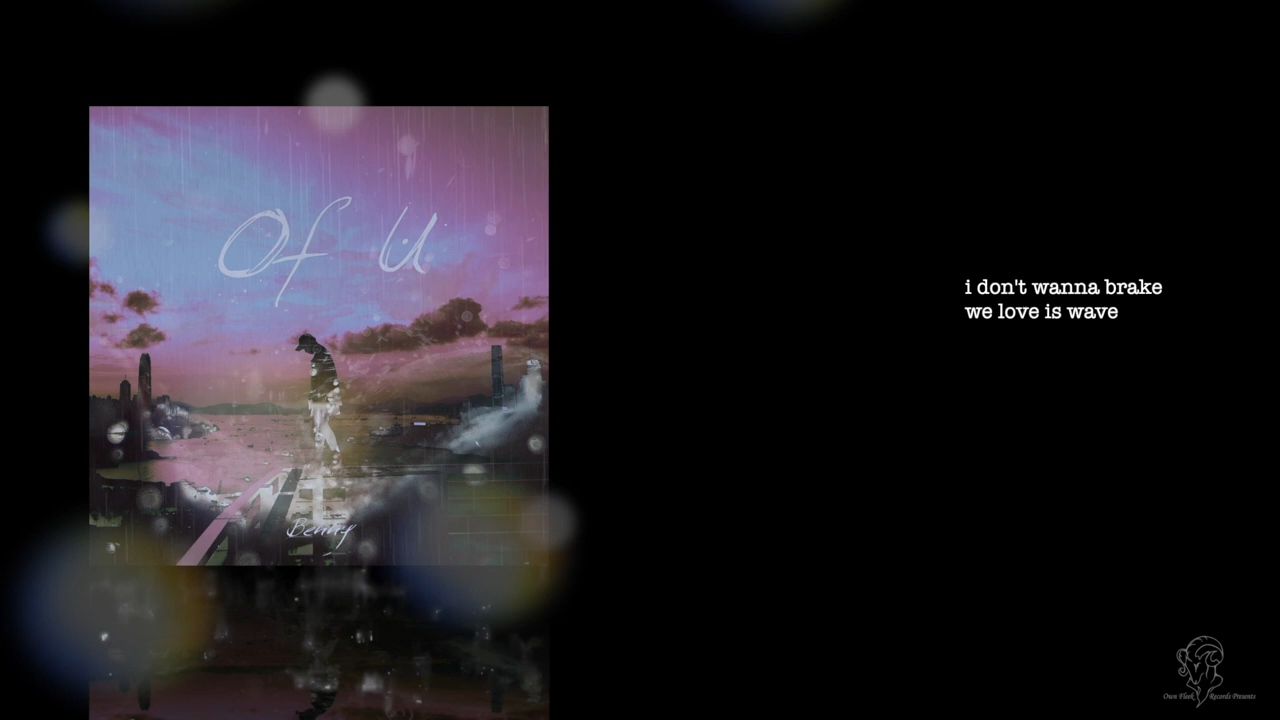 Of U
Benny
i don't wanna brake
we love is wave
Own Fleek Records Presents